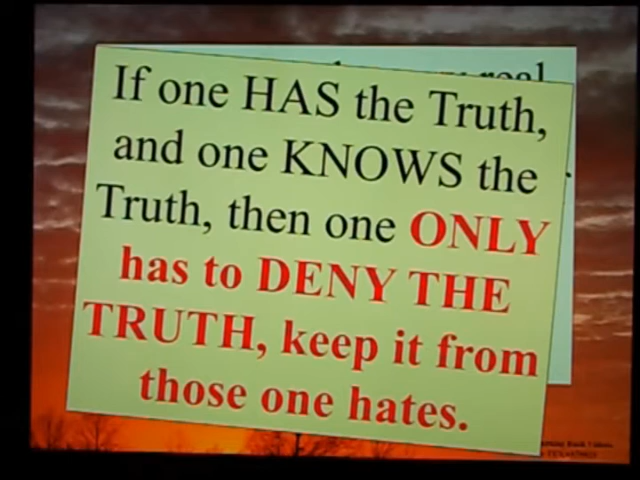 real
If one HAS the Truth,
and one KNOWS the
Truth, then one ONLY
has to DENY THE
TRUTH, keep it from
those one hates.